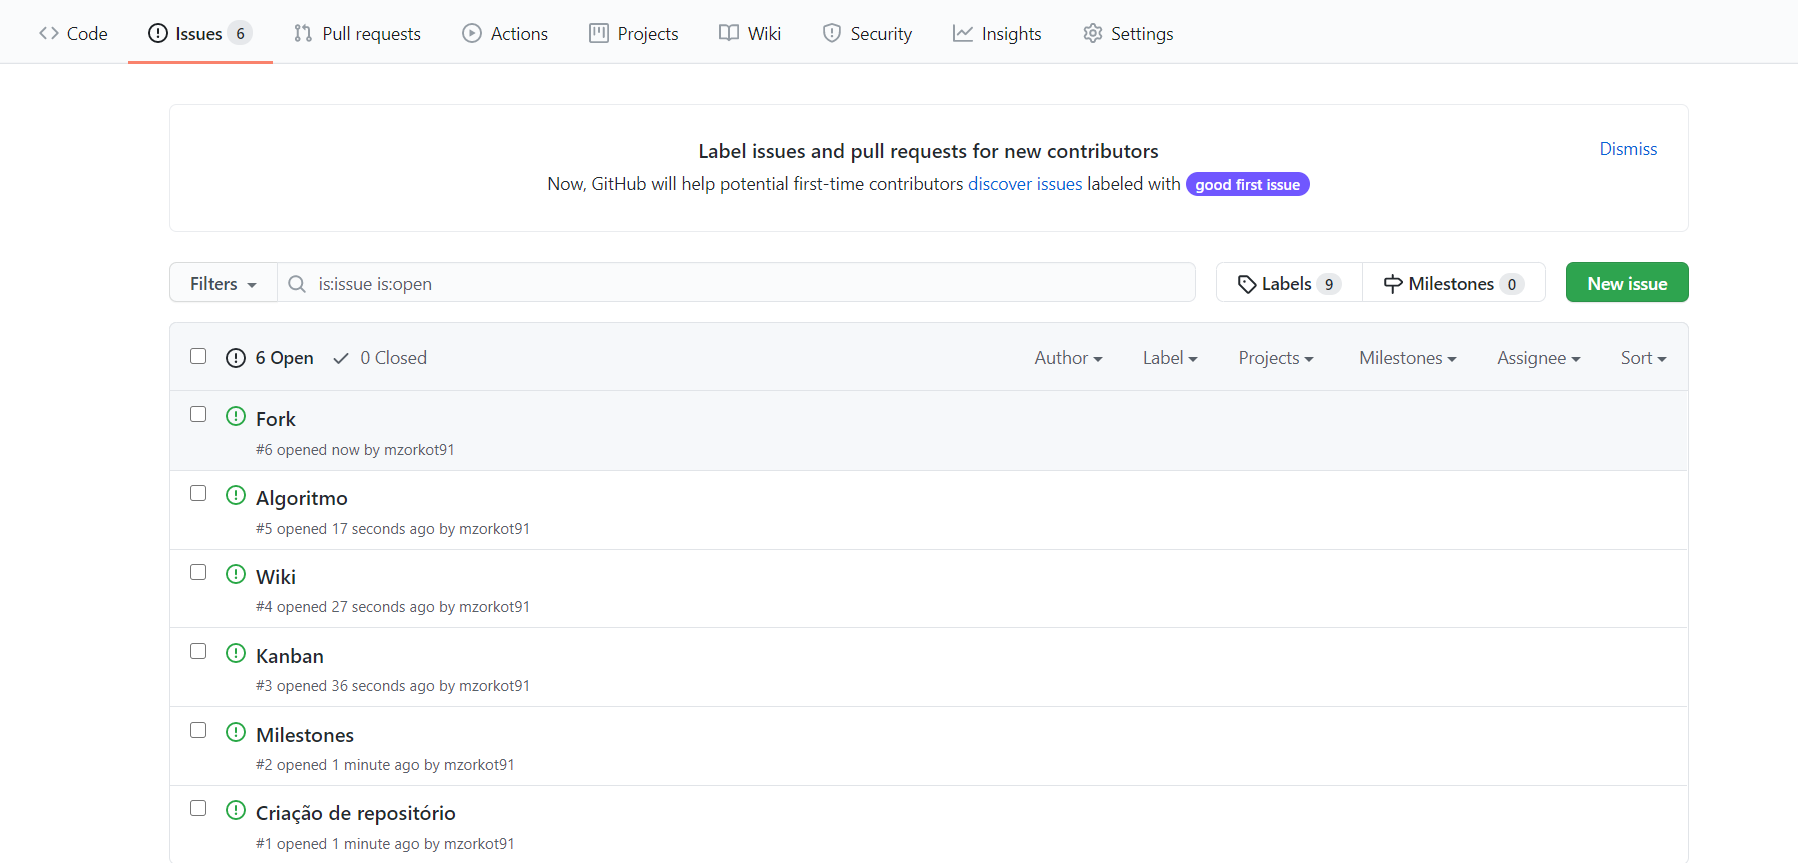 Code Issues 6 Pull requests Actions Projects Wiki Security Insights Settings
Label issues and pull requests for new contributors
Dismiss
Now, GitHub will help potential first-time contributors discover issues labeled with good first issue
Filters is:issue is:open Labels 9 Milestones 0 New issue
6 Open 0 Closed Author Label Projects Milestones Assignee Sort
Fork
#6 opened now by mzorkot91
Algoritmo
#5 opened 17 seconds ago by mzorkot91
Wiki
#4 opened 27 seconds ago by mzorkot91
Kanban
#3 opened 36 seconds ago by mzorkot91
Milestones
#2 opened 1 minute ago by mzorkot91
Criação de repositório
#1 opened 1 minute ago by mzorkot91